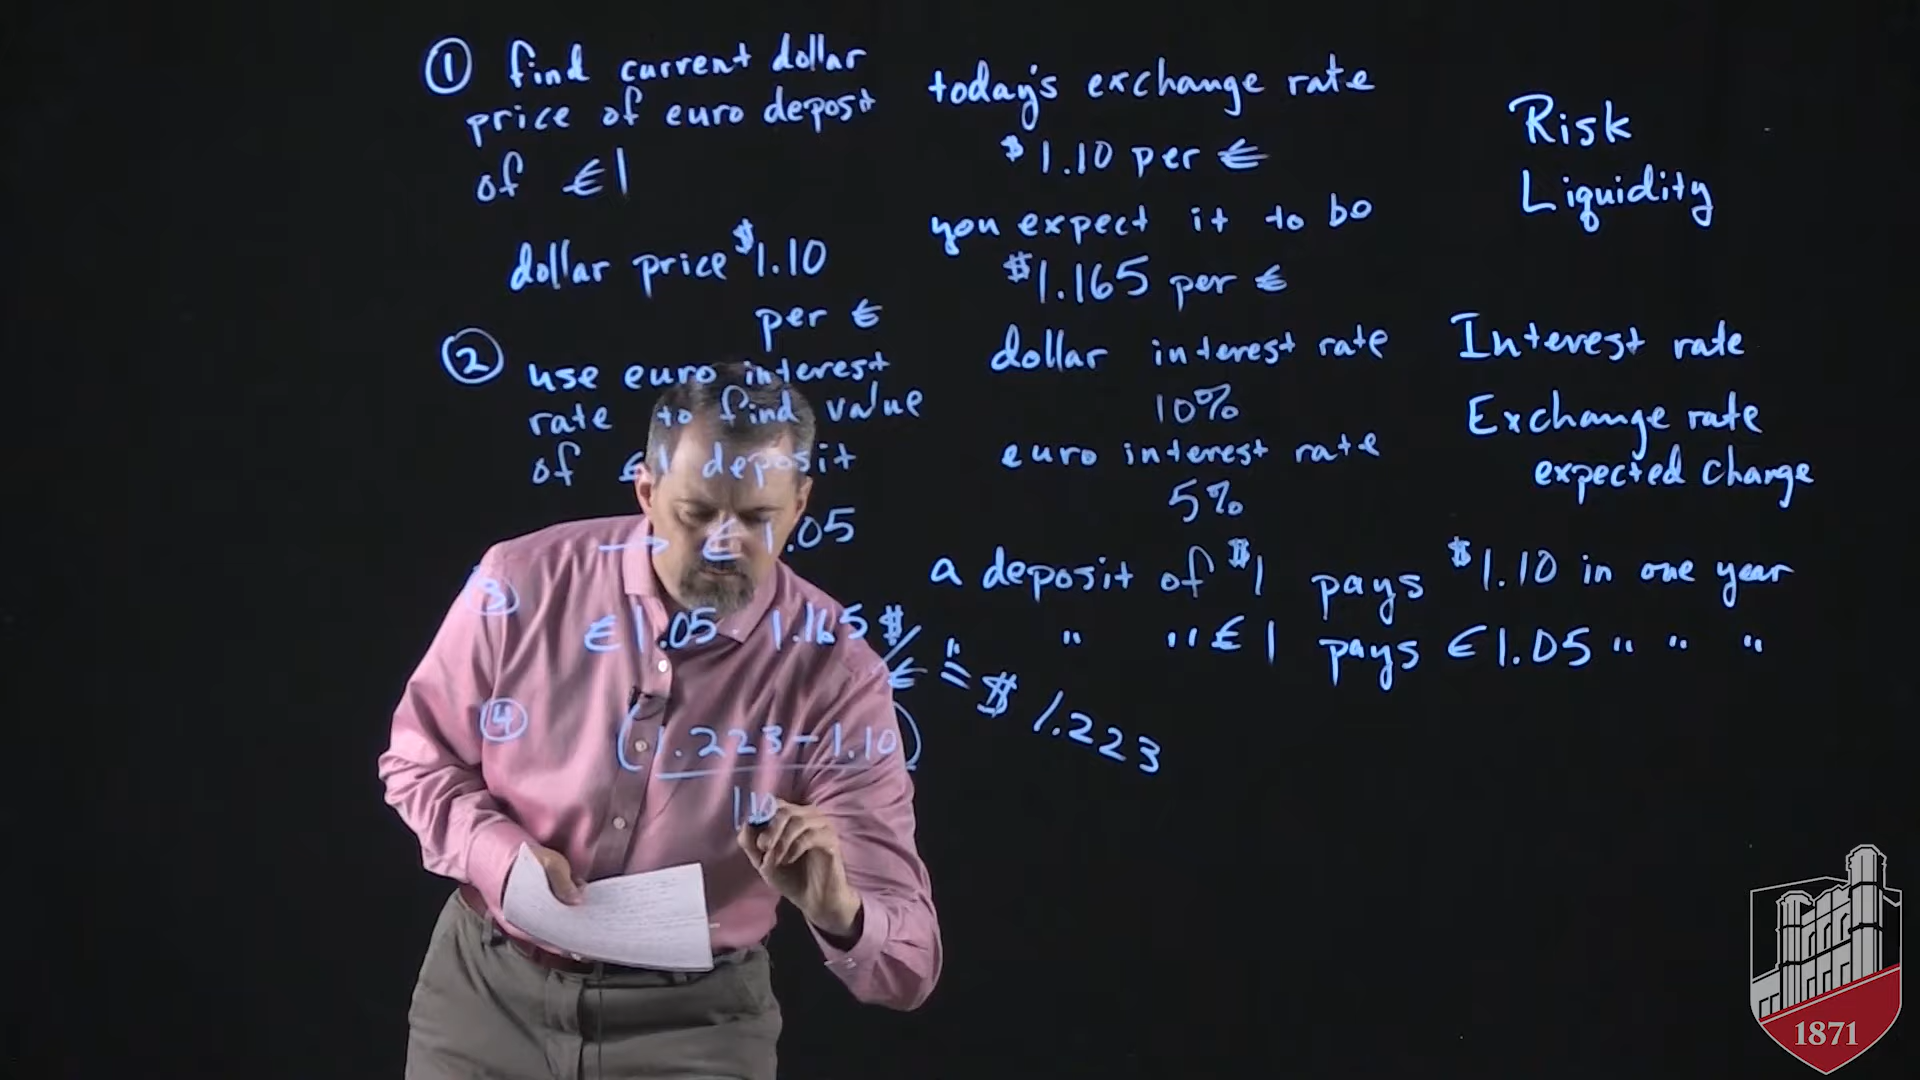 ① find current dollar
price of euro deposit
of €1
dollar price $1.10
per €
② use euro interest
rate to find value
of €1 deposit
→ €1.05
③
€1.05 · 1.165 $/€ = $1.223
④
(1.223 - 1.10)
1.10
today's exchange rate
$1.10 per €
you expect it to be
$1.165 per €
dollar interest rate
10%
euro interest rate
5%
a deposit of $1 pays $1.10 in one year
" " €1 pays €1.05 " " "
Risk
Liquidity
Interest rate
Exchange rate
expected change
1871